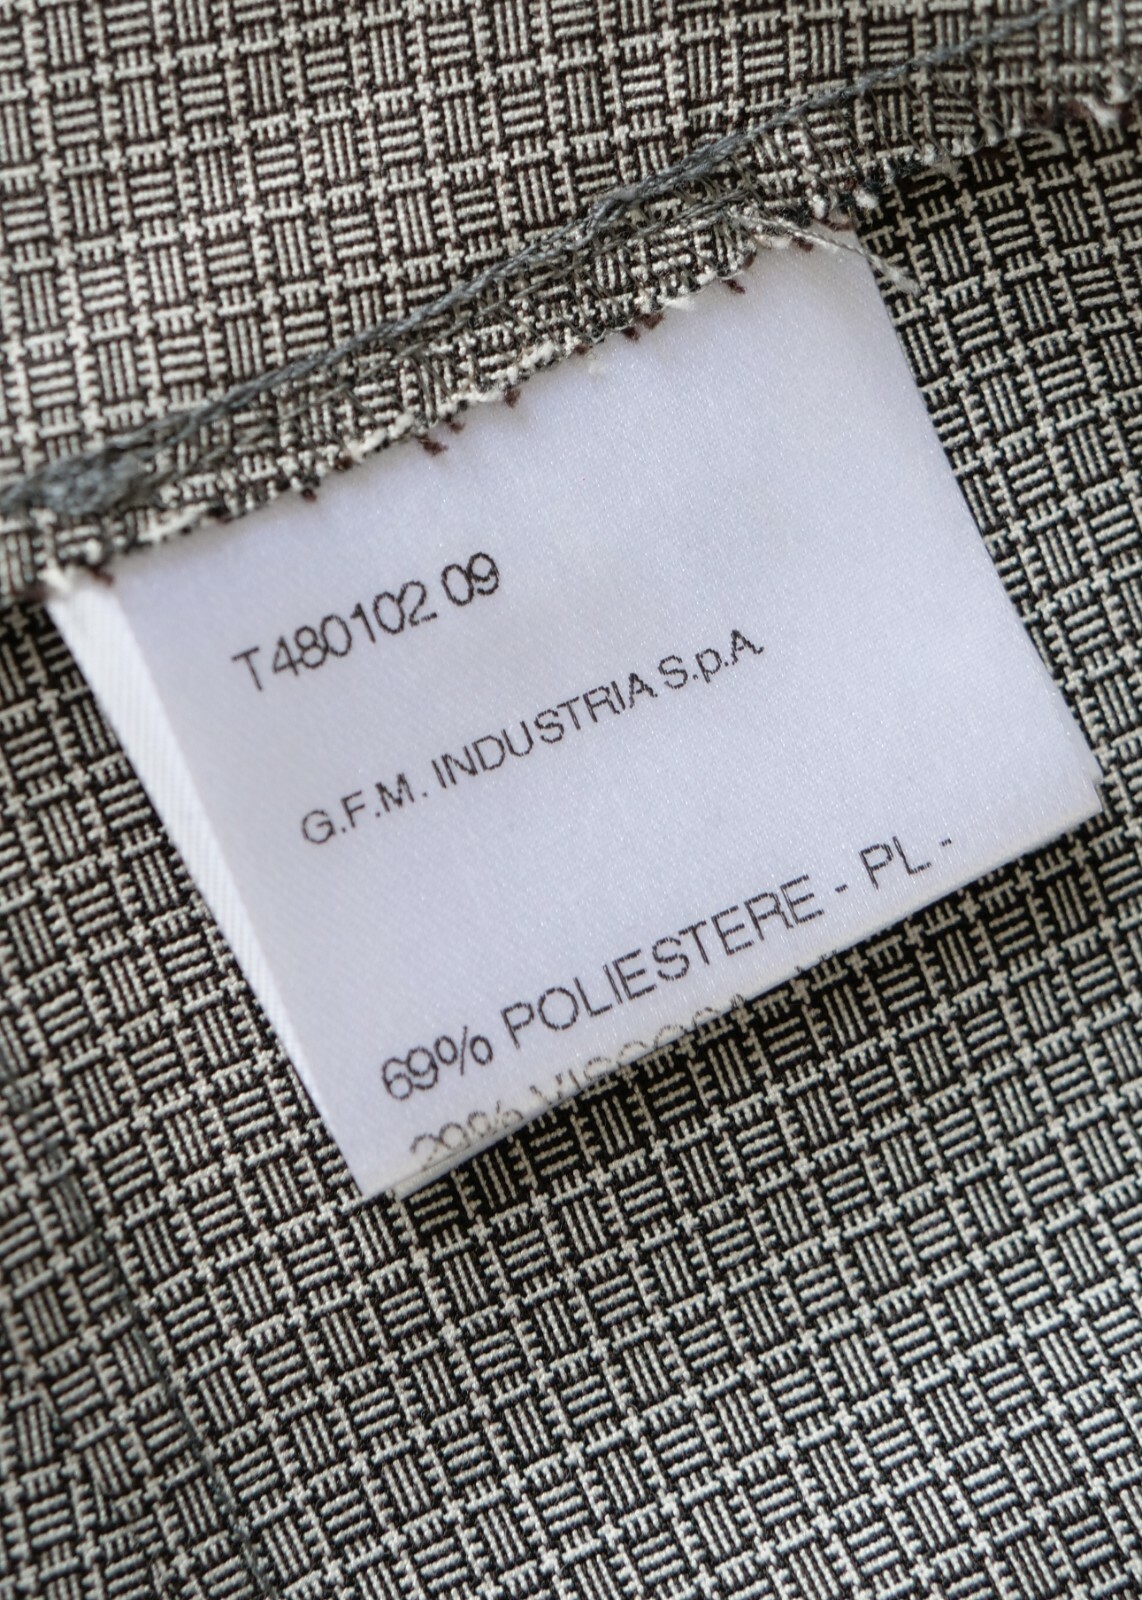 T480102 09
G.F.M. INDUSTRIA S.p.A
69% POLIESTERE - PL -